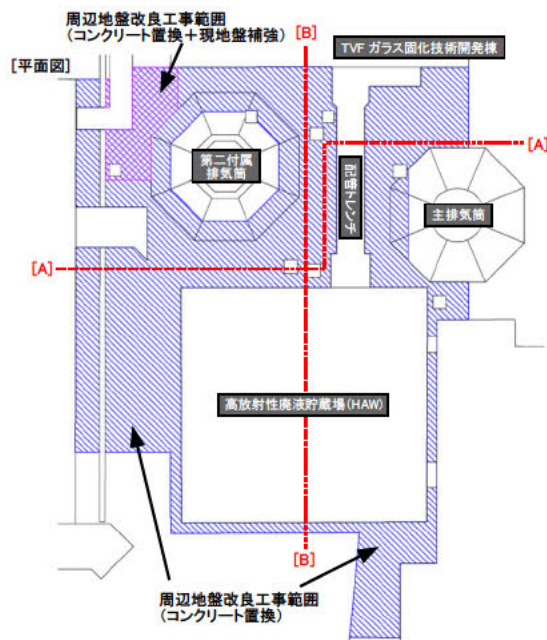 周辺地盤改良工事範囲
(コンクリート置換＋現地盤補強)
[B]
TVF ガラス固化技術開発棟
[平面図]
[A]
第二付属
排気筒
配管トレンチ
主排気筒
[A]
高放射性廃液貯蔵場(HAW)
[B]
周辺地盤改良工事範囲
(コンクリート置換)